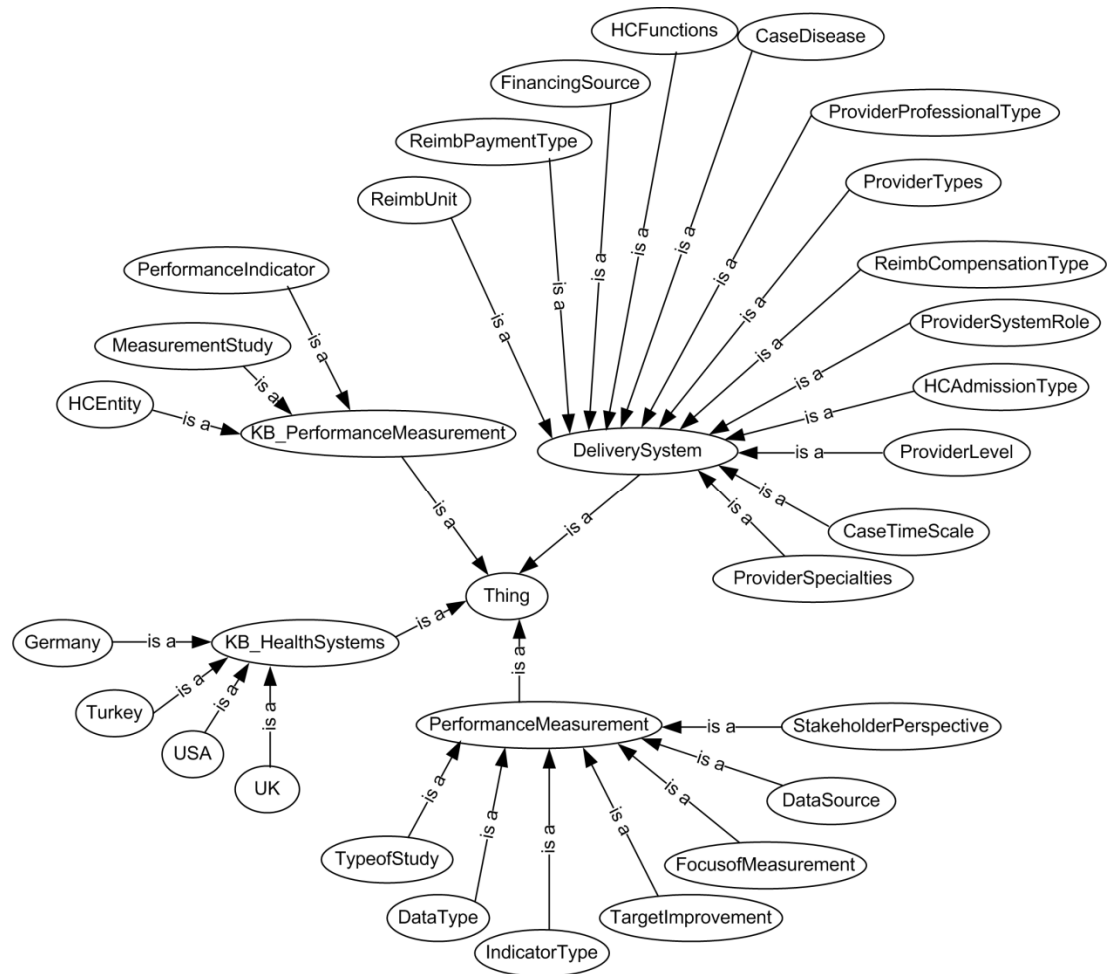 HCFunctions
CaseDisease
FinancingSource
ProviderProfessionalType
ReimbPaymentType
ProviderTypes
ReimbUnit
is a
is a
is a
is a
is a
is a
is a
is a
PerformanceIndicator
ReimbCompensationType
is a
ProviderSystemRole
MeasurementStudy
is a
is a
is a
HCAdmissionType
HCEntity
is a
is a
is a
KB_PerformanceMeasurement
DeliverySystem
is a
ProviderLevel
is a
is a
is a
is a
CaseTimeScale
ProviderSpecialties
Thing
Germany
is a
KB_HealthSystems
is a
is a
is a
is a
is a
Turkey
USA
UK
PerformanceMeasurement
is a
StakeholderPerspective
is a
is a
is a
is a
is a
is a
DataSource
TypeofStudy
FocusofMeasurement
DataType
TargetImprovement
IndicatorType